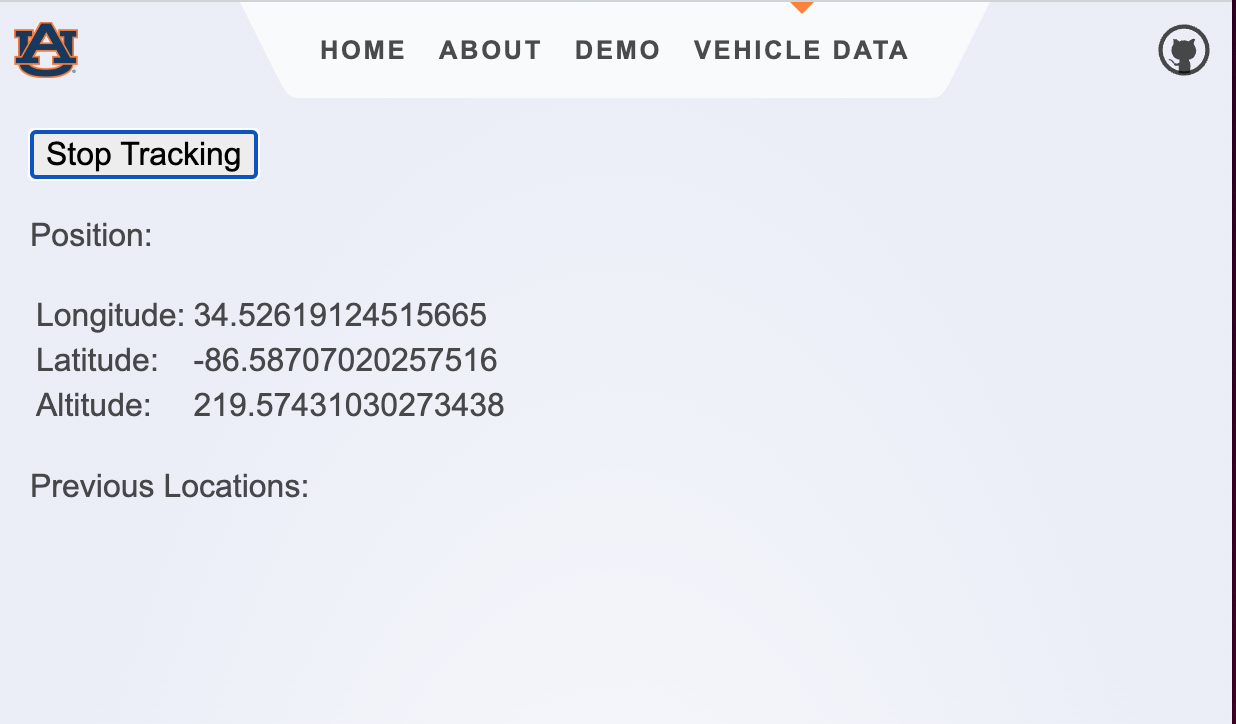 HOME ABOUT DEMO VEHICLE DATA
Stop Tracking
Position:
Longitude: 34.52619124515665
Latitude: -86.58707020257516
Altitude: 219.57431030273438
Previous Locations: